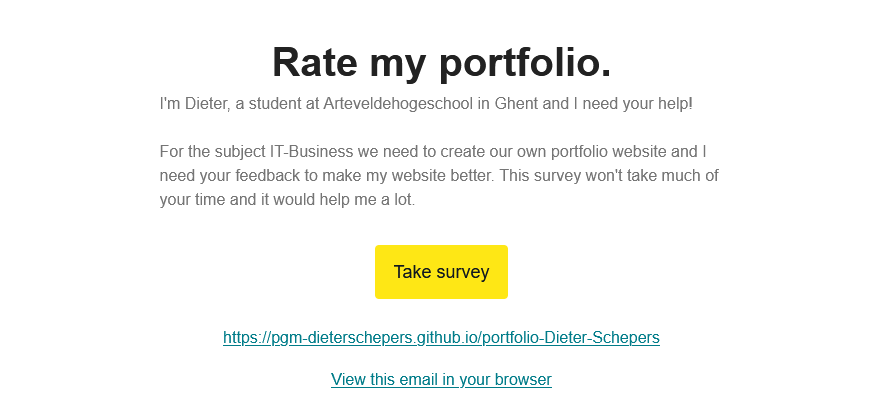 Rate my portfolio.
I'm Dieter, a student at Arteveldehogeschool in Ghent and I need your help!
For the subject IT-Business we need to create our own portfolio website and I
need your feedback to make my website better. This survey won't take much of
your time and it would help me a lot.
Take survey
https://pgm-dieterschepers.github.io/portfolio-Dieter-Schepers
View this email in your browser